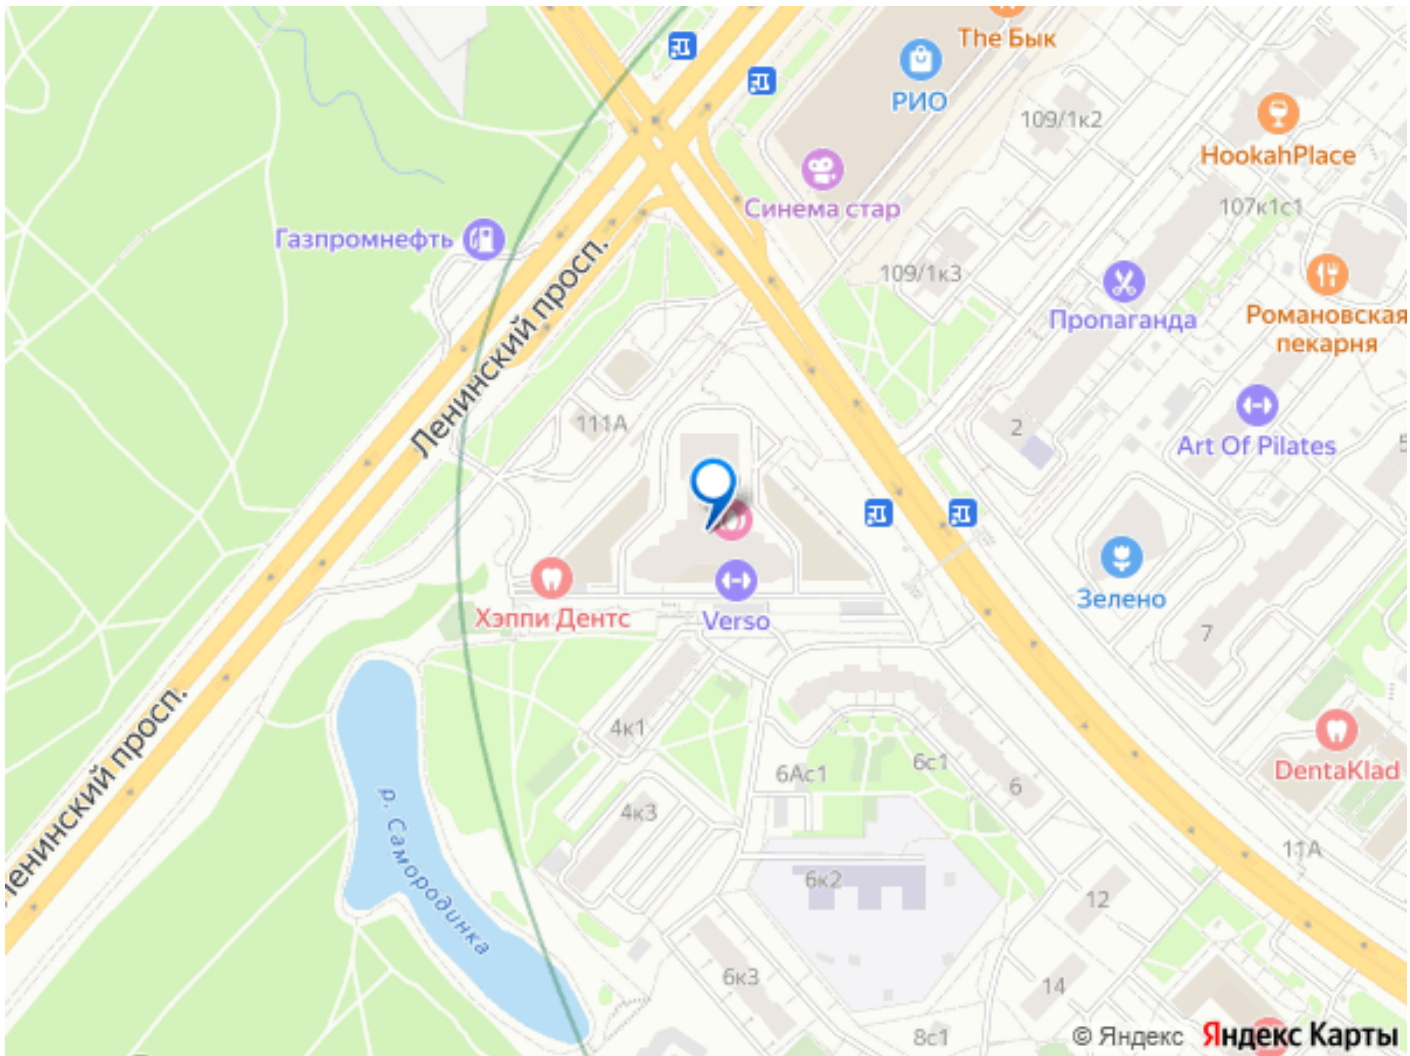 The Бык
РИО
109/1к2
HookahPlace
Синема стар
107к1с1
Газпромнефть
109/1к3
Пропаганда
Романовская
пекарня
Ленинский просп.
111А
2
Art Of Pilates
5
Хэппи Дентс
Verso
Зелено
7
Ленинский просп.
4к1
6Ас1
6с1
6
DentaKlad
р. Самородинка
4к3
11А
6к2
12
6к3
14
8с1
© Яндекс Яндекс Карты